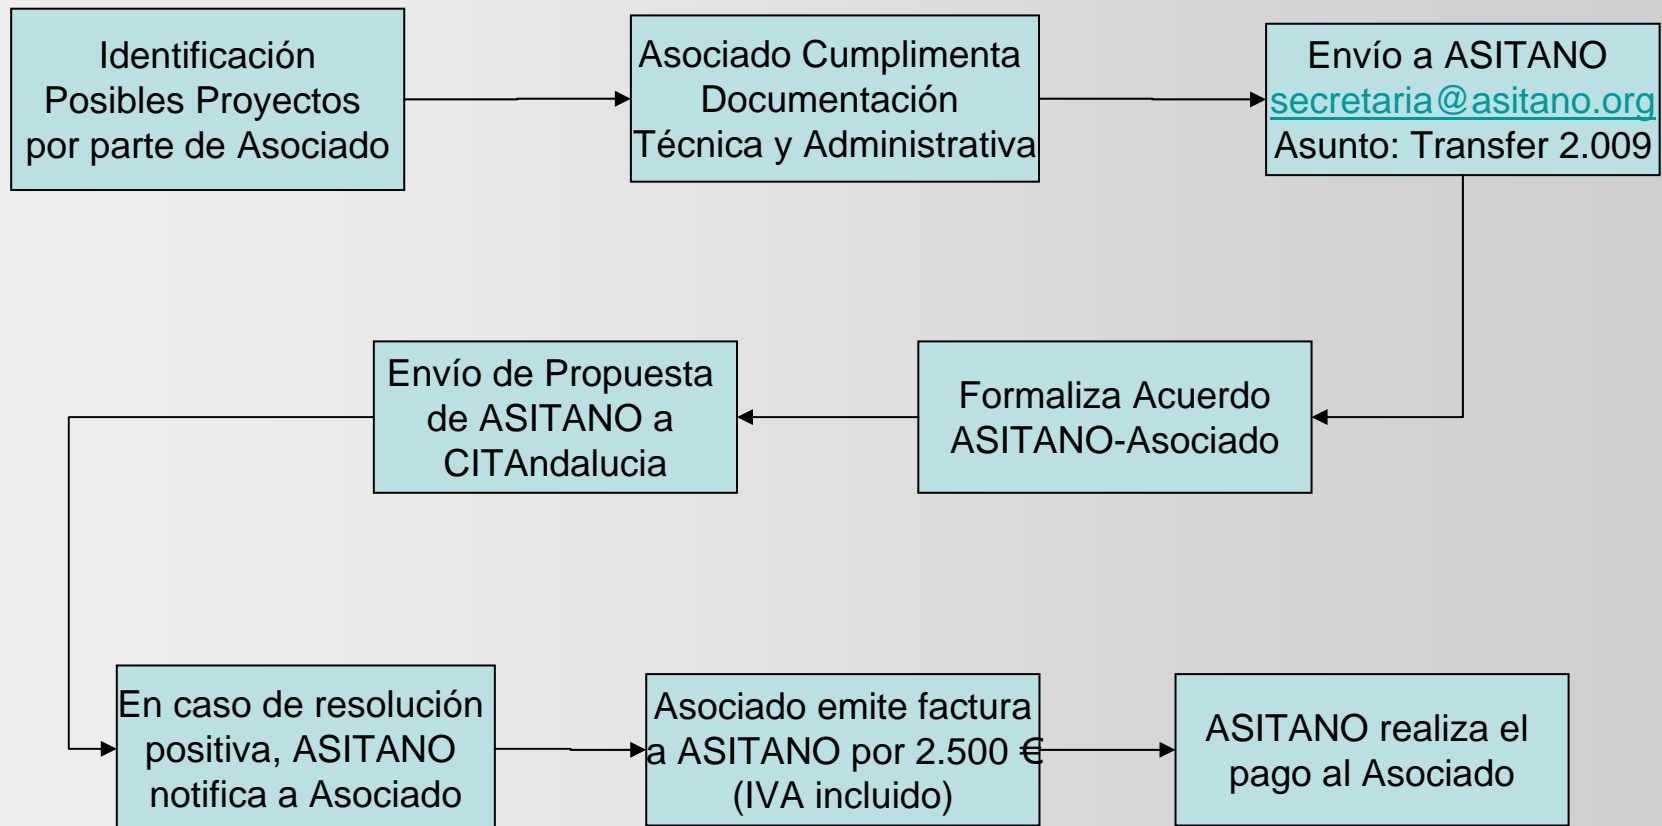 Identificación
Posibles Proyectos
por parte de Asociado
Asociado Cumplimenta
Documentación
Técnica y Administrativa
Envío a ASITANO
secretaria@asitano.org
Asunto: Transfer 2.009
Formaliza Acuerdo
ASITANO-Asociado
Envío de Propuesta
de ASITANO a
CITAndalucia
En caso de resolución
positiva, ASITANO
notifica a Asociado
Asociado emite factura
a ASITANO por 2.500 €
(IVA incluido)
ASITANO realiza el
pago al Asociado